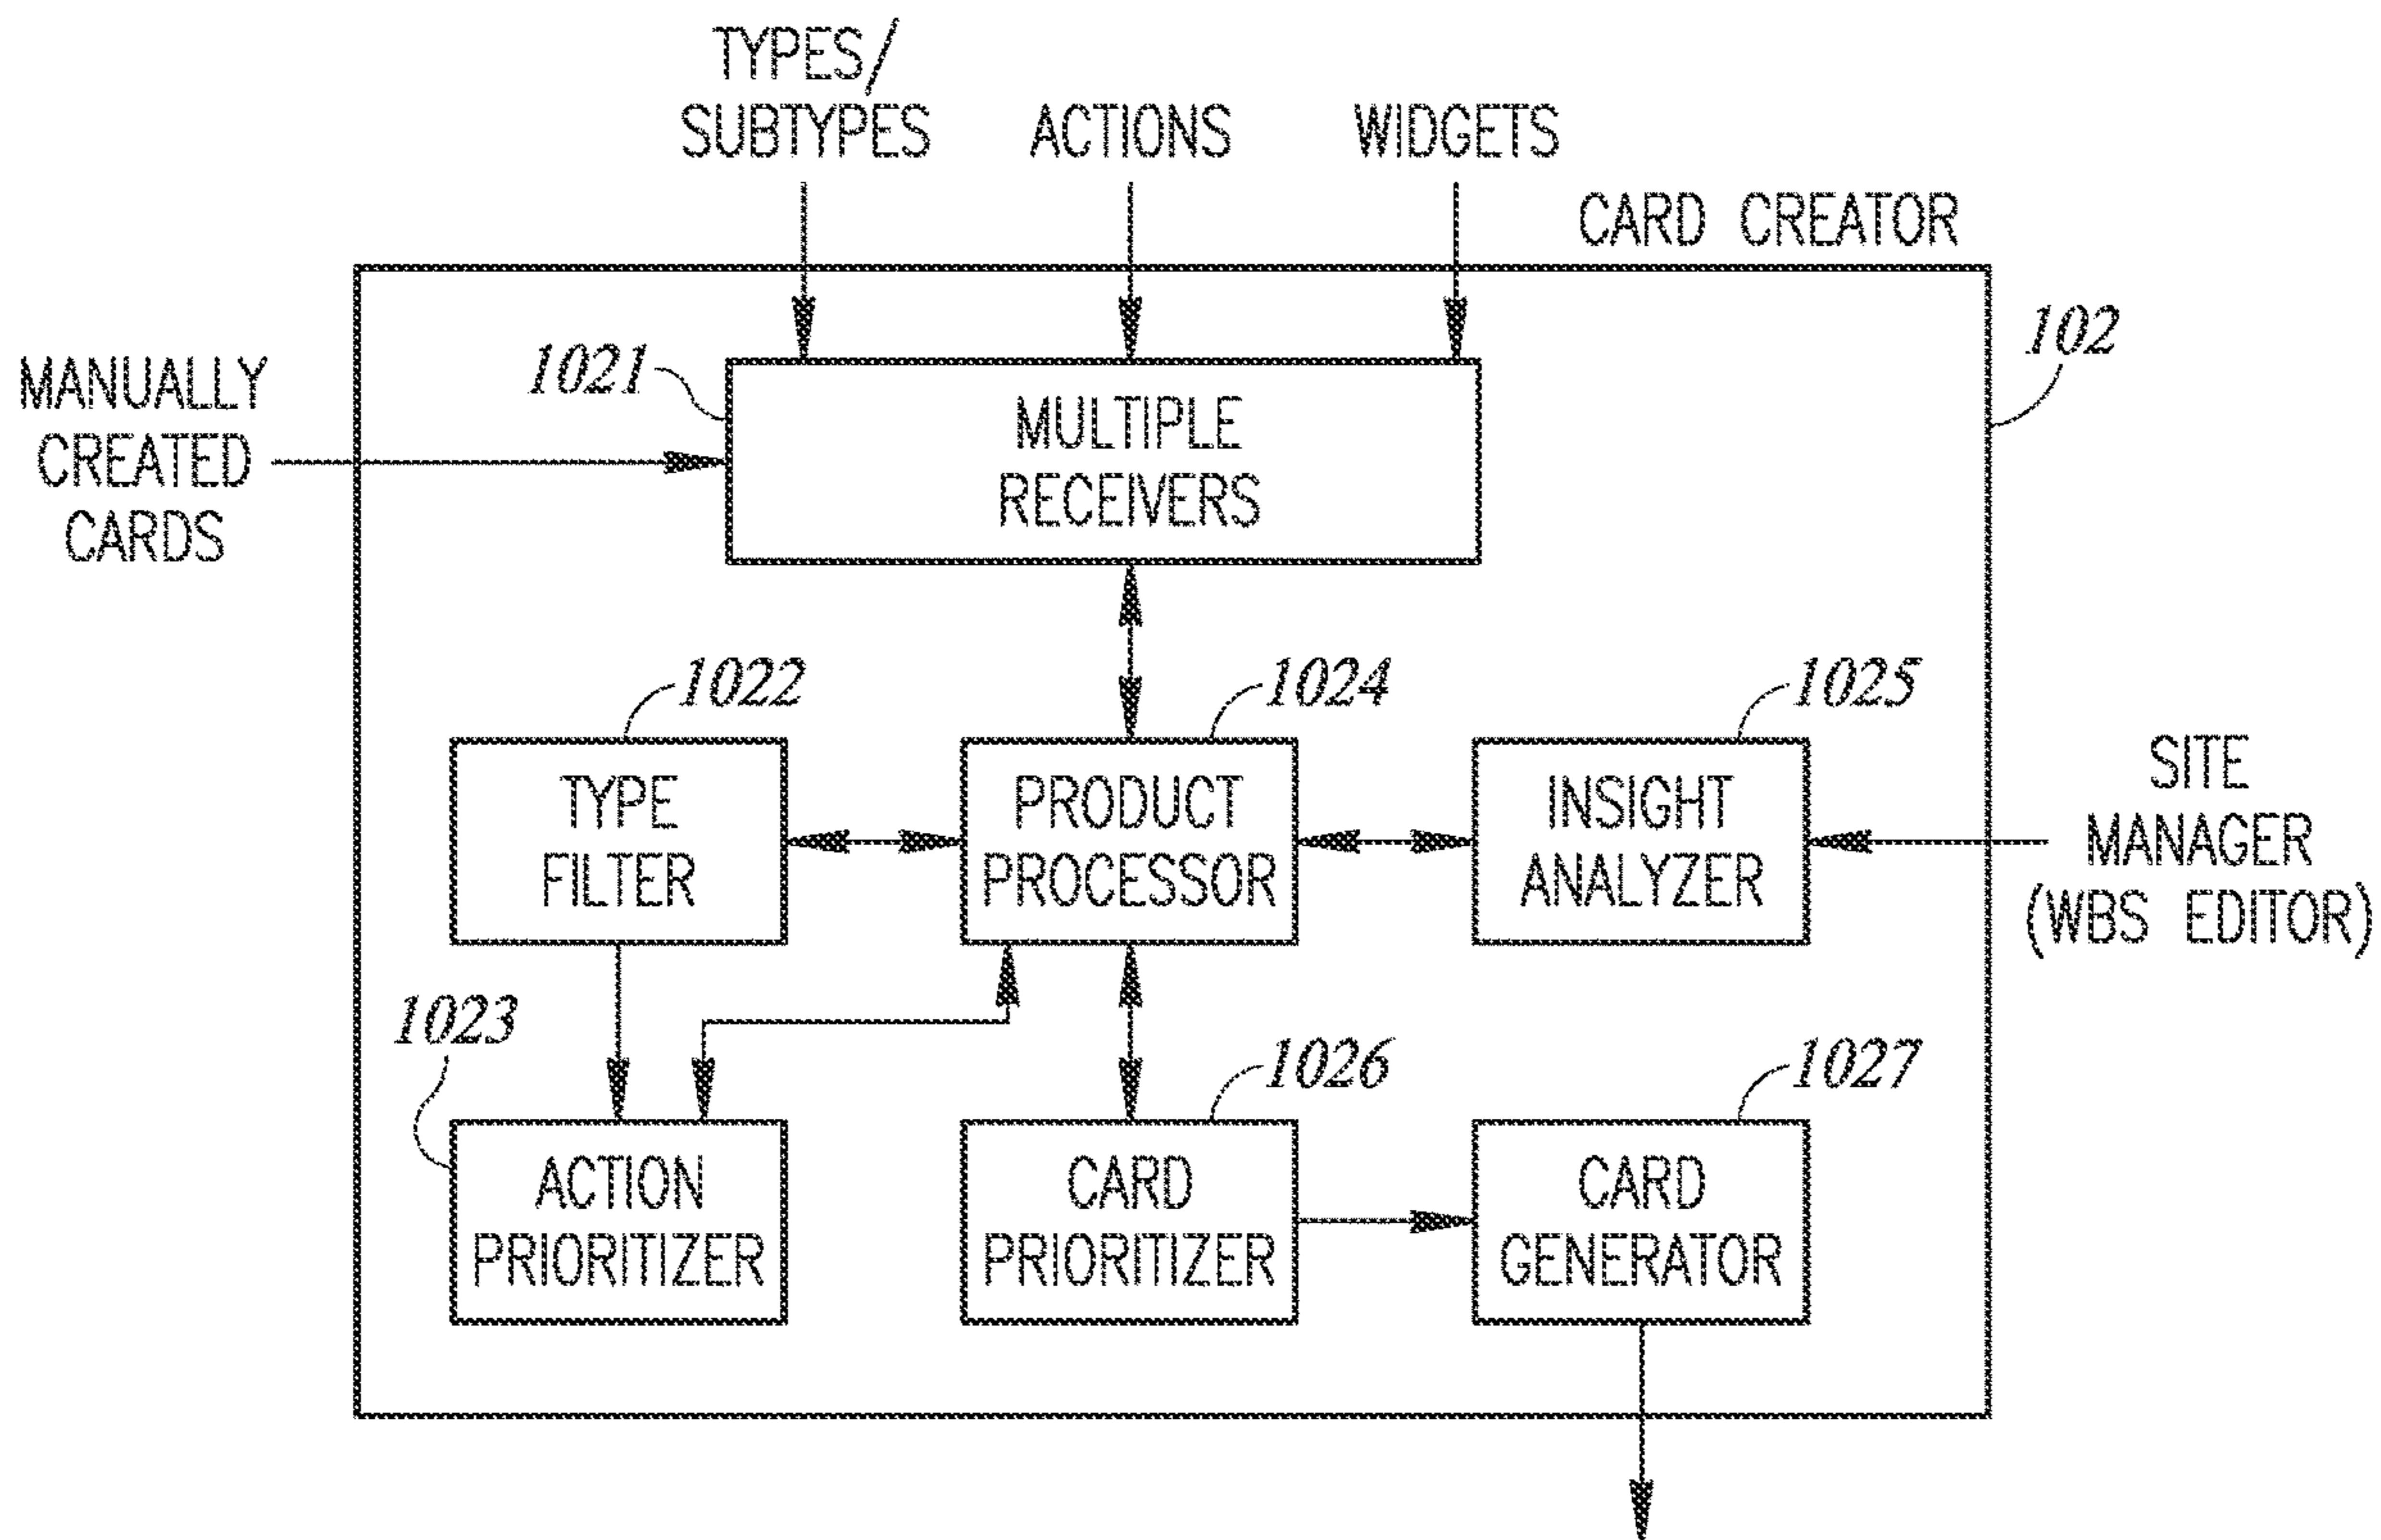 TYPES/
SUBTYPES
ACTIONS
WIDGETS
CARD CREATOR
102
MANUALLY
CREATED
CARDS
1021
MULTIPLE
RECEIVERS
1022
TYPE
FILTER
1024
PRODUCT
PROCESSOR
1025
INSIGHT
ANALYZER
SITE
MANAGER
(WBS EDITOR)
1023
ACTION
PRIORITIZER
1026
CARD
PRIORITIZER
1027
CARD
GENERATOR